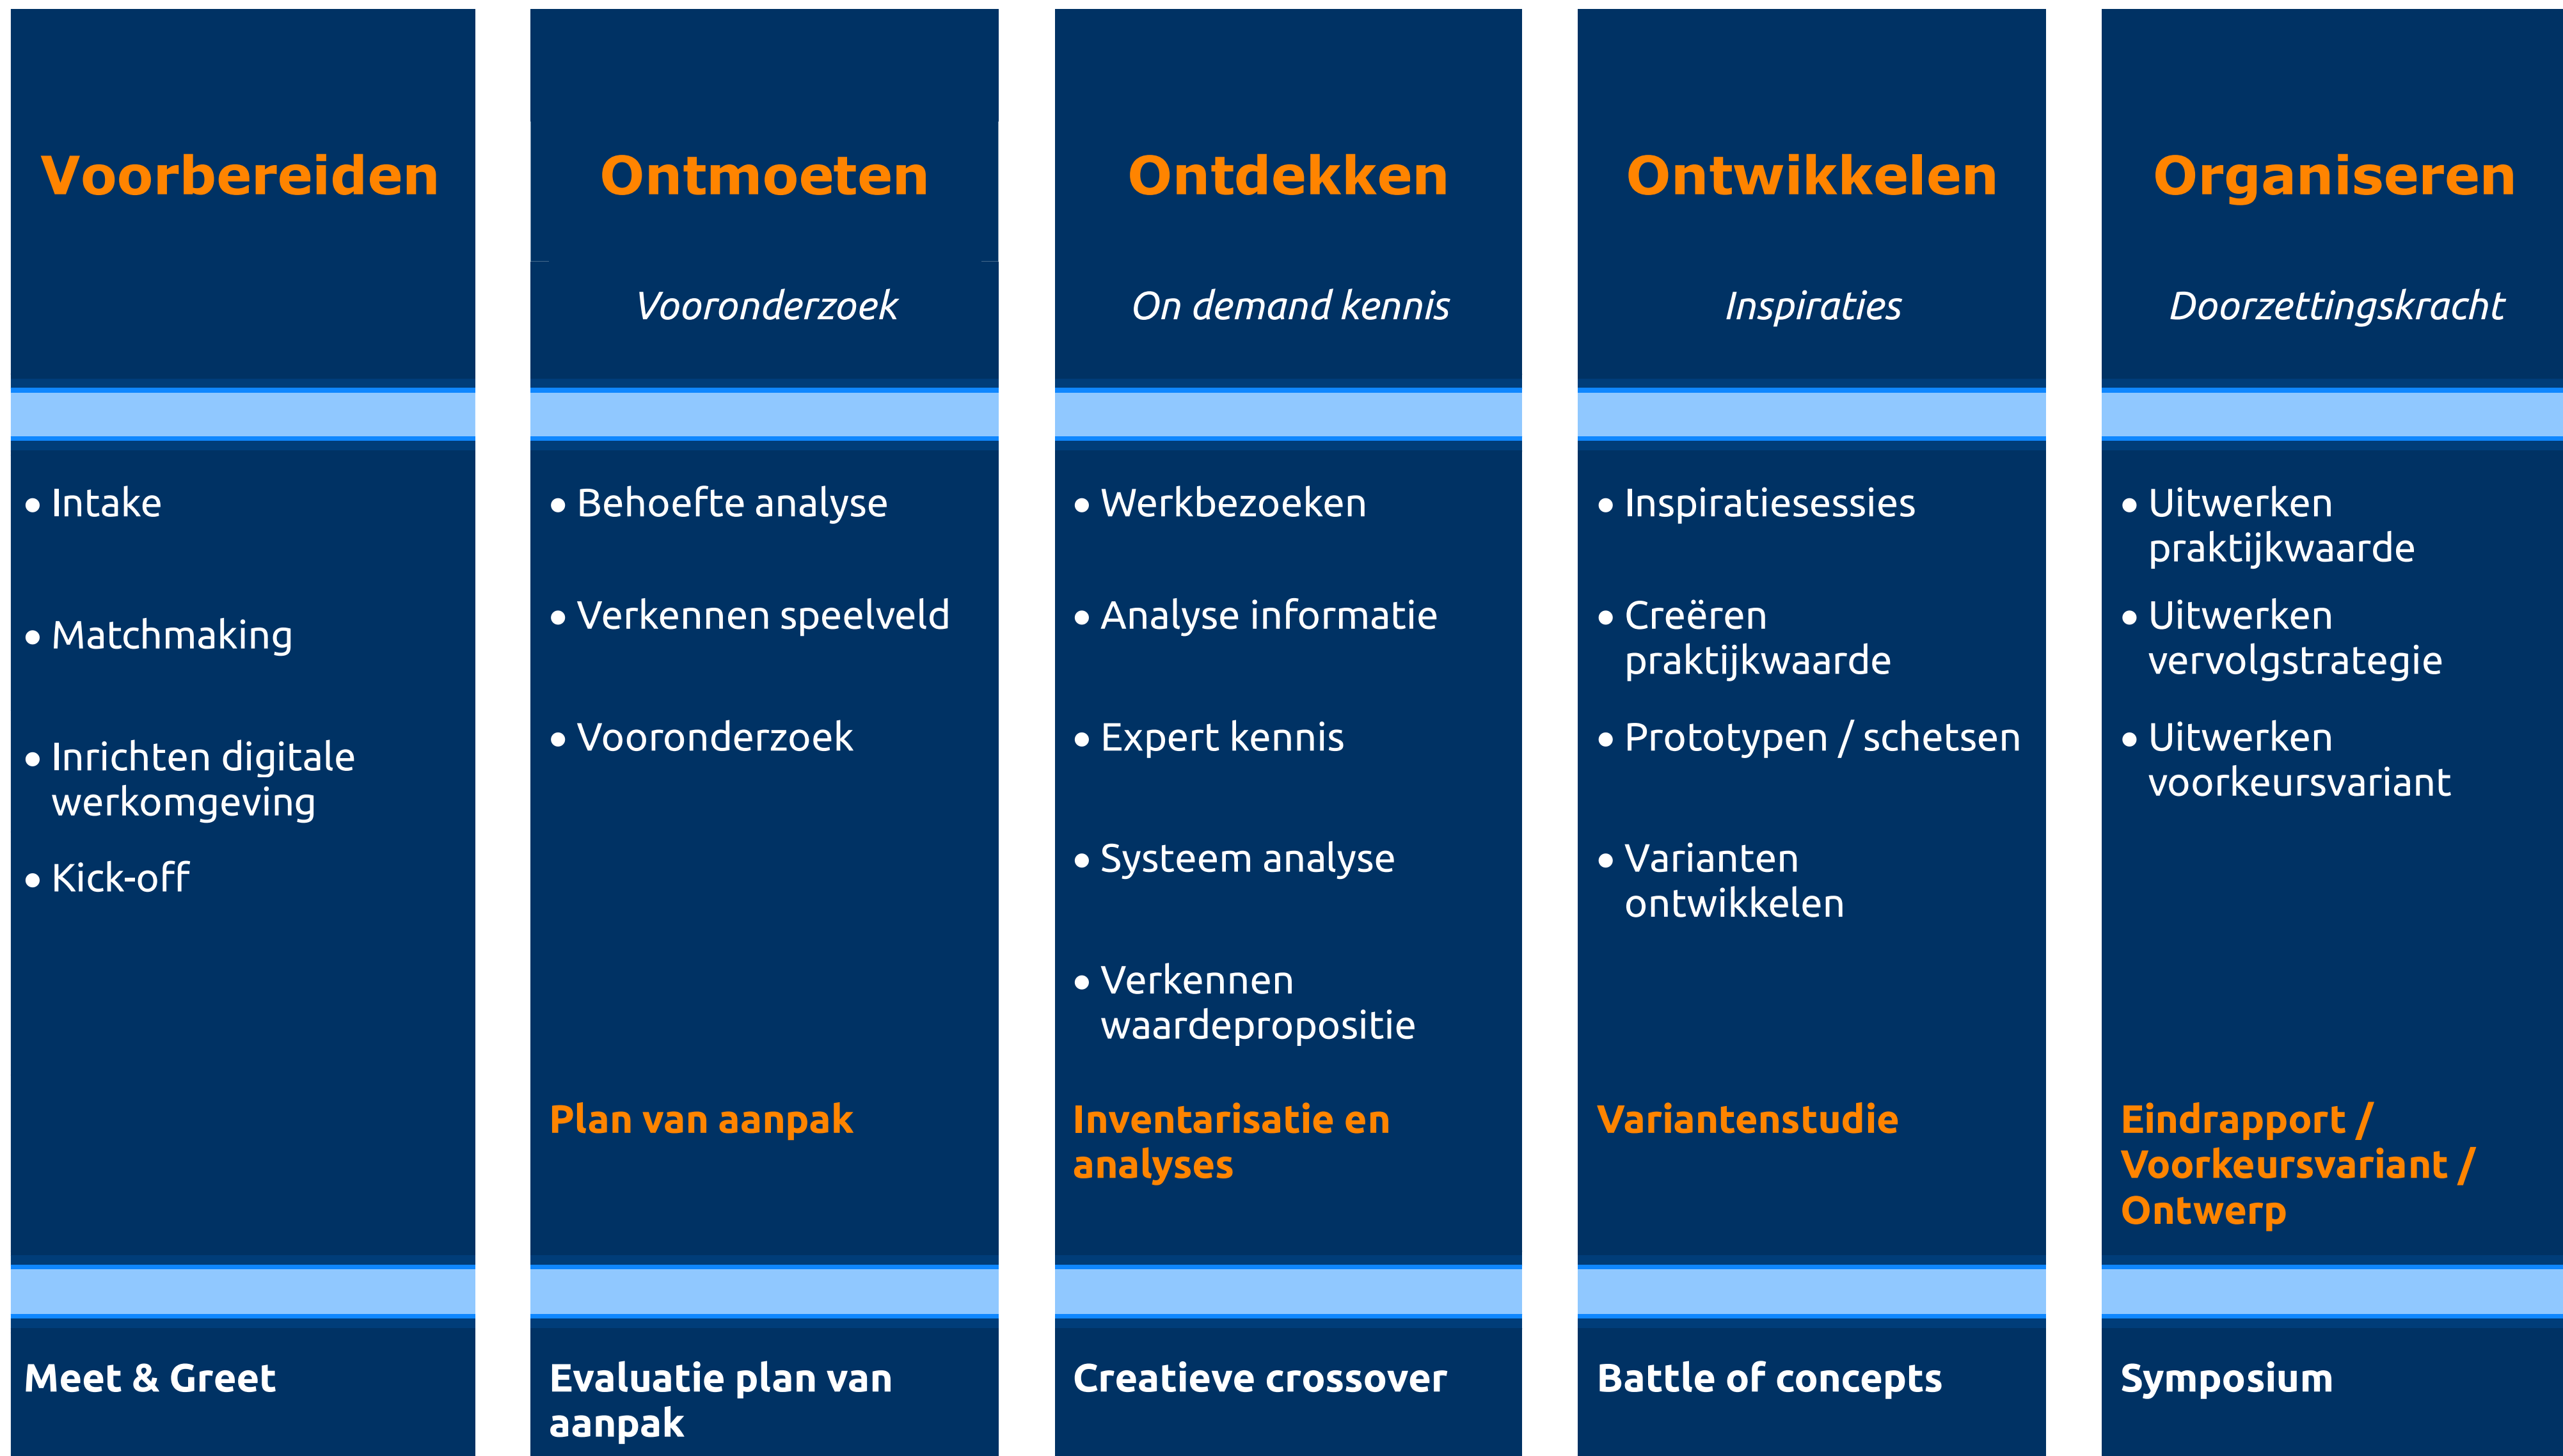 Voorbereiden
• Intake
• Matchmaking
• Inrichten digitale
werkomgeving
• Kick-off
Meet & Greet
Ontmoeten
Vooronderzoek
• Behoefte analyse
• Verkennen speelveld
• Vooronderzoek
Plan van aanpak
Evaluatie plan van
aanpak
Ontdekken
On demand kennis
• Werkbezoeken
• Analyse informatie
• Expert kennis
• Systeem analyse
• Verkennen
waardepropositie
Inventarisatie en
analyses
Creatieve crossover
Ontwikkelen
Inspiraties
• Inspiratiesessies
• Creëren
praktijkwaarde
• Prototypen / schetsen
• Varianten
ontwikkelen
Variantenstudie
Battle of concepts
Organiseren
Doorzettingskracht
• Uitwerken
praktijkwaarde
• Uitwerken
vervolgstrategie
• Uitwerken
voorkeursvariant
Eindrapport /
Voorkeursvariant /
Ontwerp
Symposium